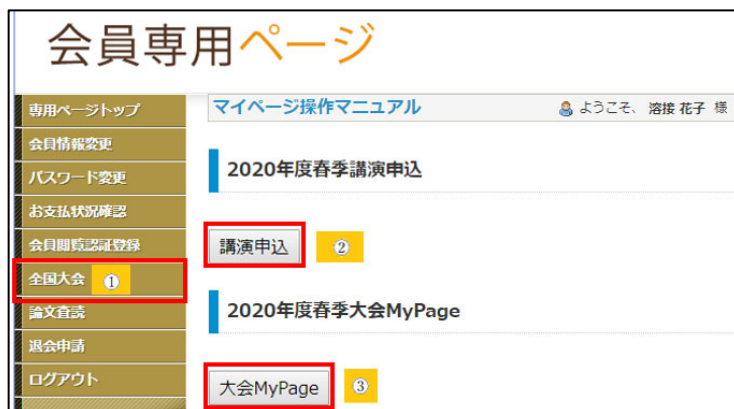 会員専用ページ
専用ページトップ
会員情報変更
パスワード変更
お支払状況確認
会員閲覧認証登録
全国大会 ①
論文査読
退会申請
ログアウト
マイページ操作マニュアル
ようこそ、 溶接 花子 様
2020年度春季講演申込
講演申込 ②
2020年度春季大会MyPage
大会MyPage ③